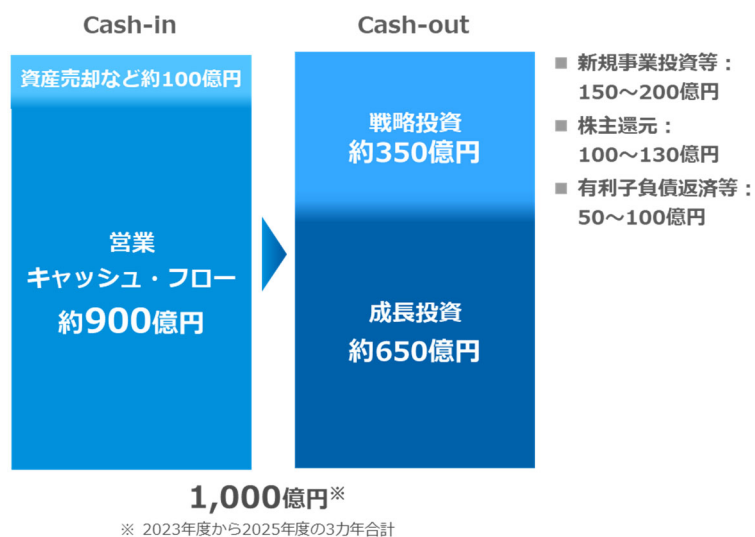 Cash-in
Cash-out
資産売却など約100億円
営業
キャッシュ・フロー
約900億円
戦略投資
約350億円
成長投資
約650億円
■ 新規事業投資等：
150～200億円
■ 株主還元：
100～130億円
■ 有利子負債返済等：
50～100億円
1,000億円※
※ 2023年度から2025年度の3カ年合計